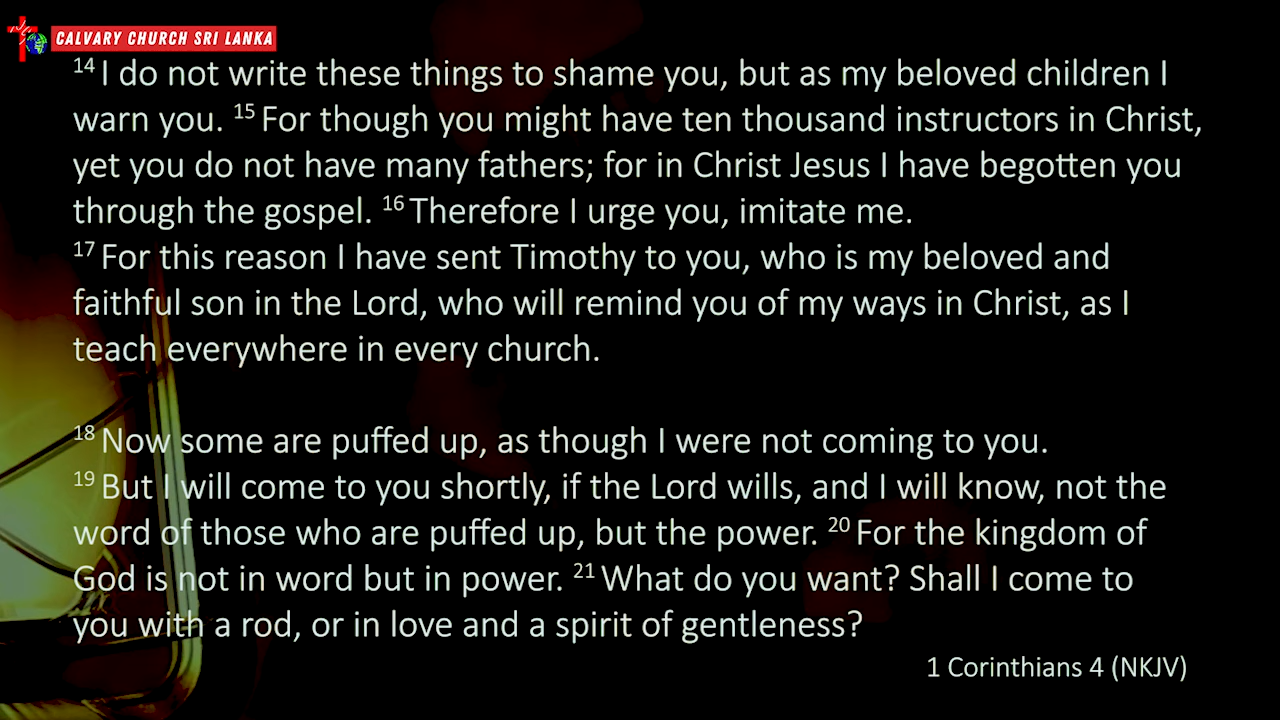 CALVARY CHURCH SRI LANKA
14 I do not write these things to shame you, but as my beloved children I
warn you. 15 For though you might have ten thousand instructors in Christ,
yet you do not have many fathers; for in Christ Jesus I have begotten you
through the gospel. 16 Therefore I urge you, imitate me.
17 For this reason I have sent Timothy to you, who is my beloved and
faithful son in the Lord, who will remind you of my ways in Christ, as I
teach everywhere in every church.
18 Now some are puffed up, as though I were not coming to you.
19 But I will come to you shortly, if the Lord wills, and I will know, not the
word of those who are puffed up, but the power. 20 For the kingdom of
God is not in word but in power. 21 What do you want? Shall I come to
you with a rod, or in love and a spirit of gentleness?
1 Corinthians 4 (NKJV)